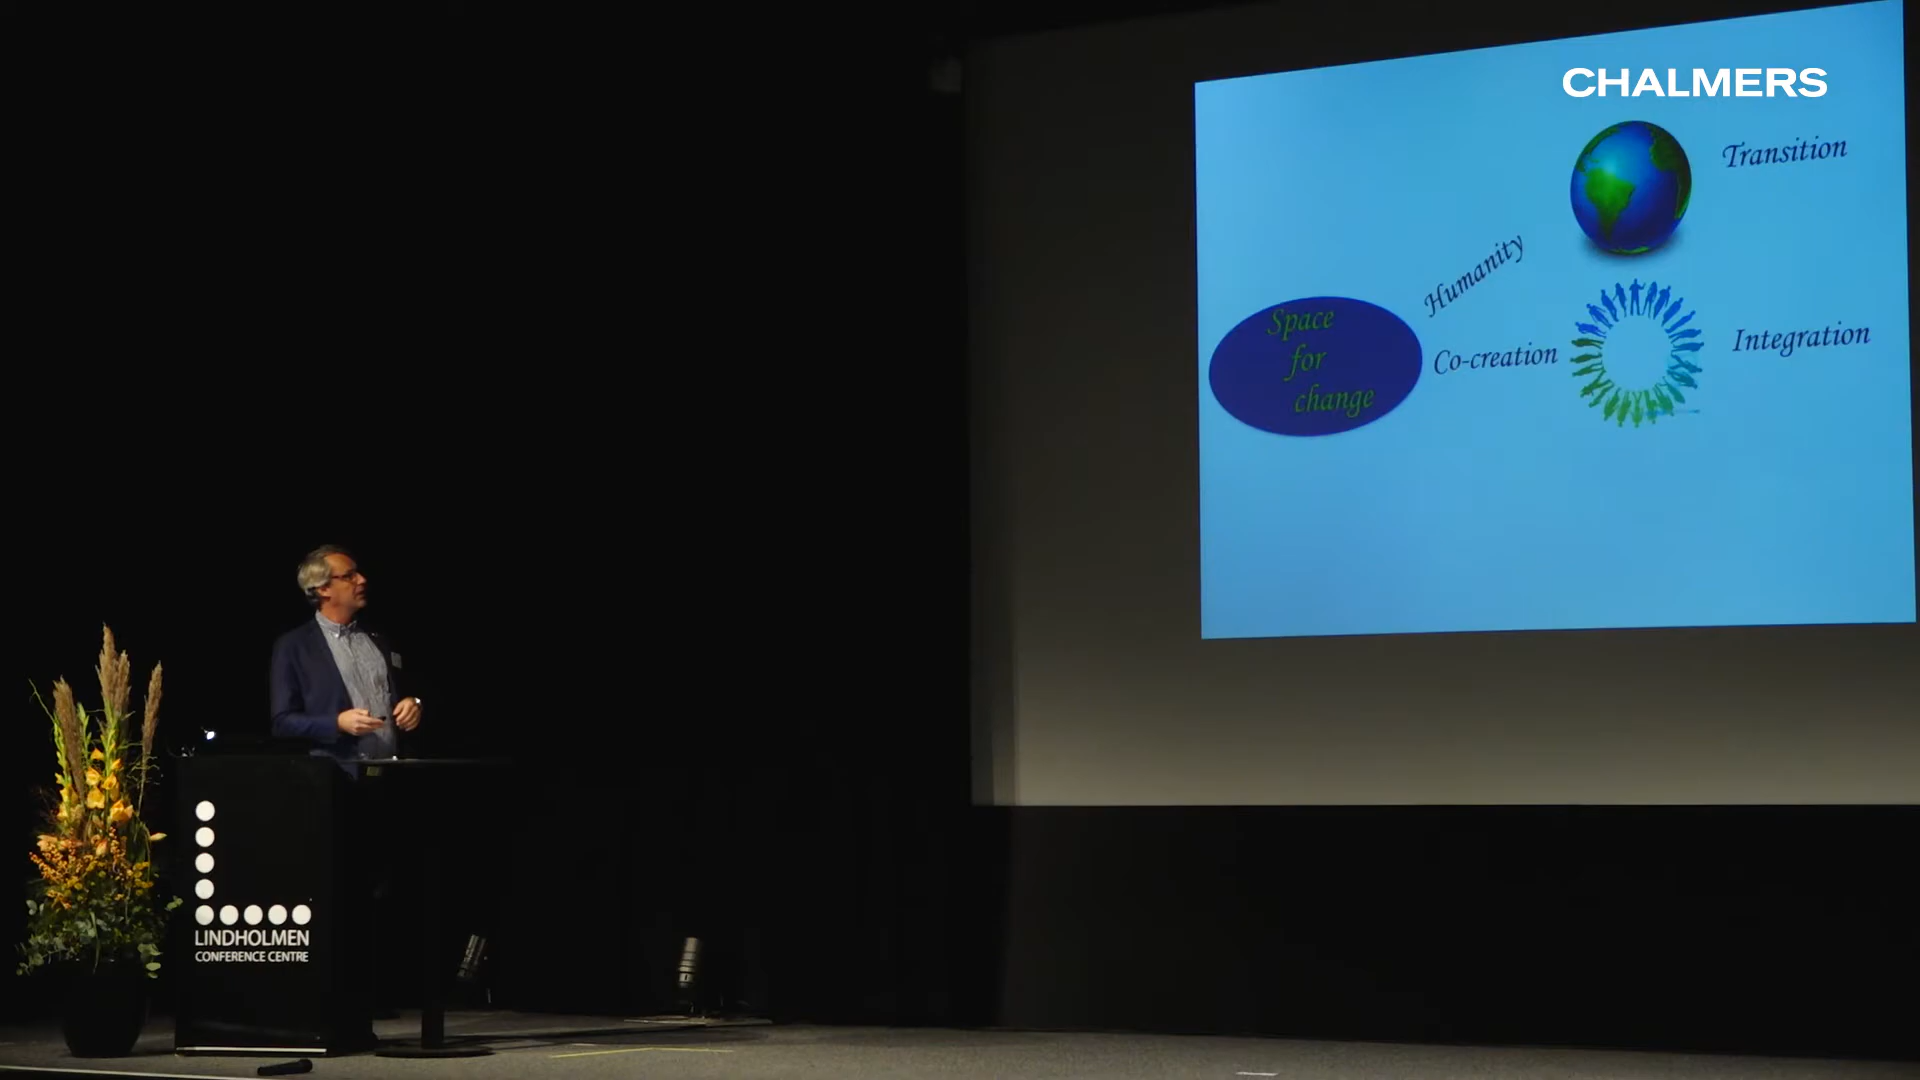 CHALMERS
Transition
Humanity
Space
for
change
Co-creation
Integration
LINDHOLMEN
CONFERENCE CENTRE